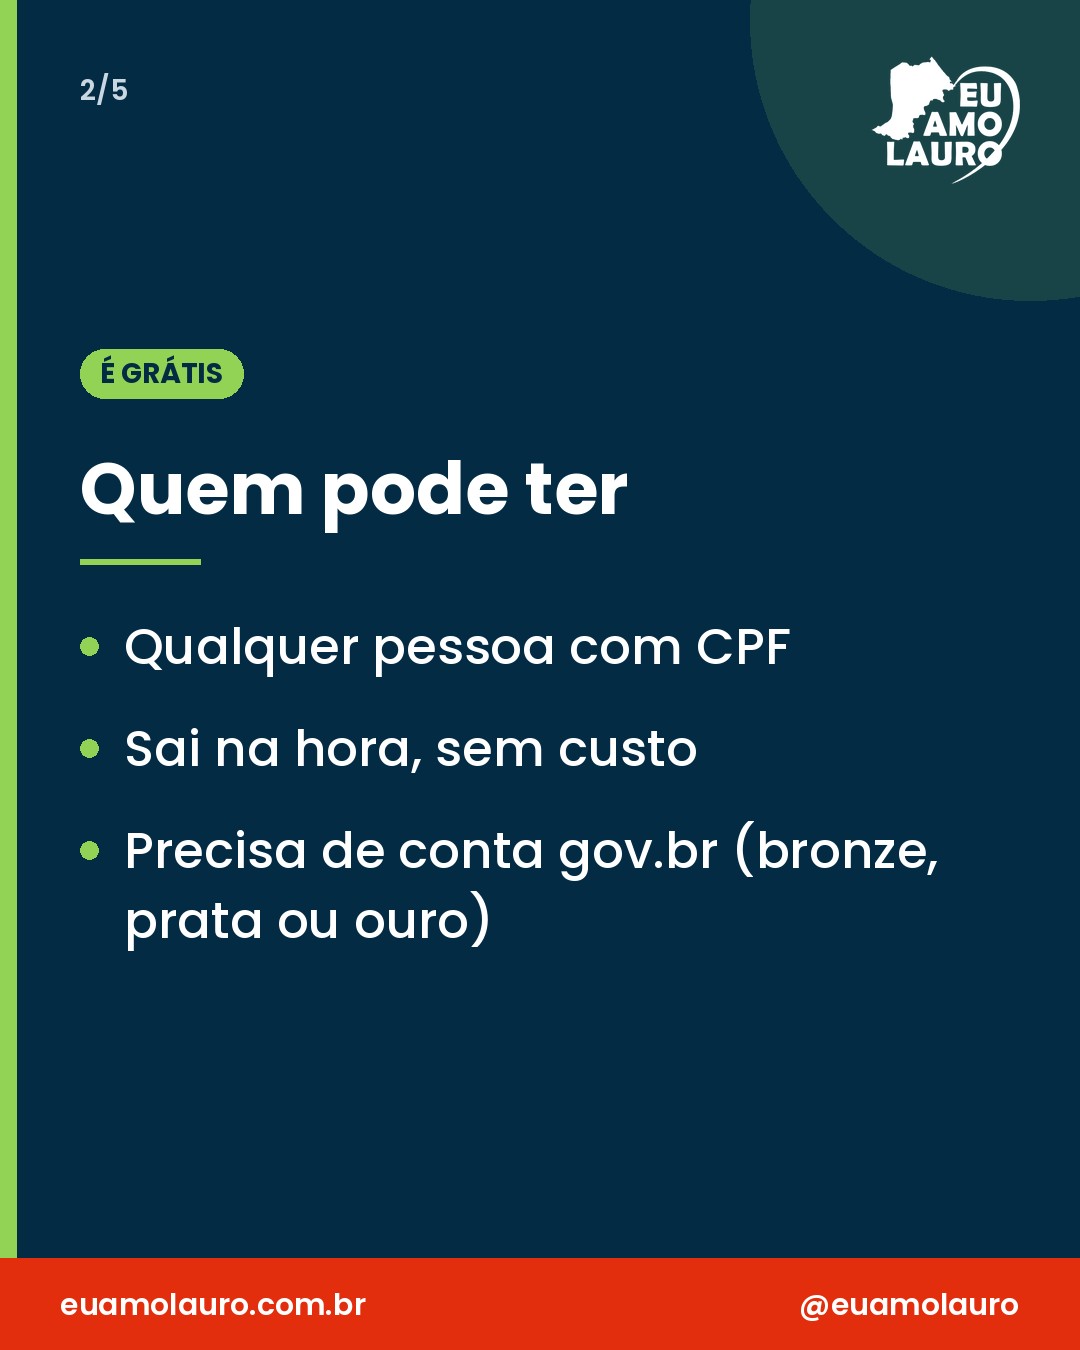 2/5
EU
AMO
LAURO
É GRÁTIS
Quem pode ter
Qualquer pessoa com CPF
Sai na hora, sem custo
Precisa de conta gov.br (bronze,
prata ou ouro)
euamolauro.com.br
@euamolauro